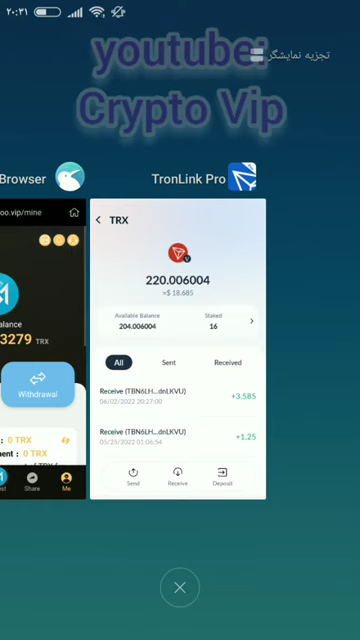 ۲۰:۳۱
youtube:
تجزیه نمایشگر
Crypto Vip
Browser
TronLink Pro
oo.vip/mine
TRX
220.006004
≈$ 18.685
Available Balance
Staked
204.006004
16
alance
3279 TRX
Withdrawal
All
Sent
Received
Receive (TBN6LH...dnLKVU)
06/02/2022 20:27:00
+3.585
Receive (TBN6LH...dnLKVU)
05/25/2022 01:06:54
+1.25
: 0 TRX
ment : 0 TRX
Share
Me
Send
Receive
Deposit